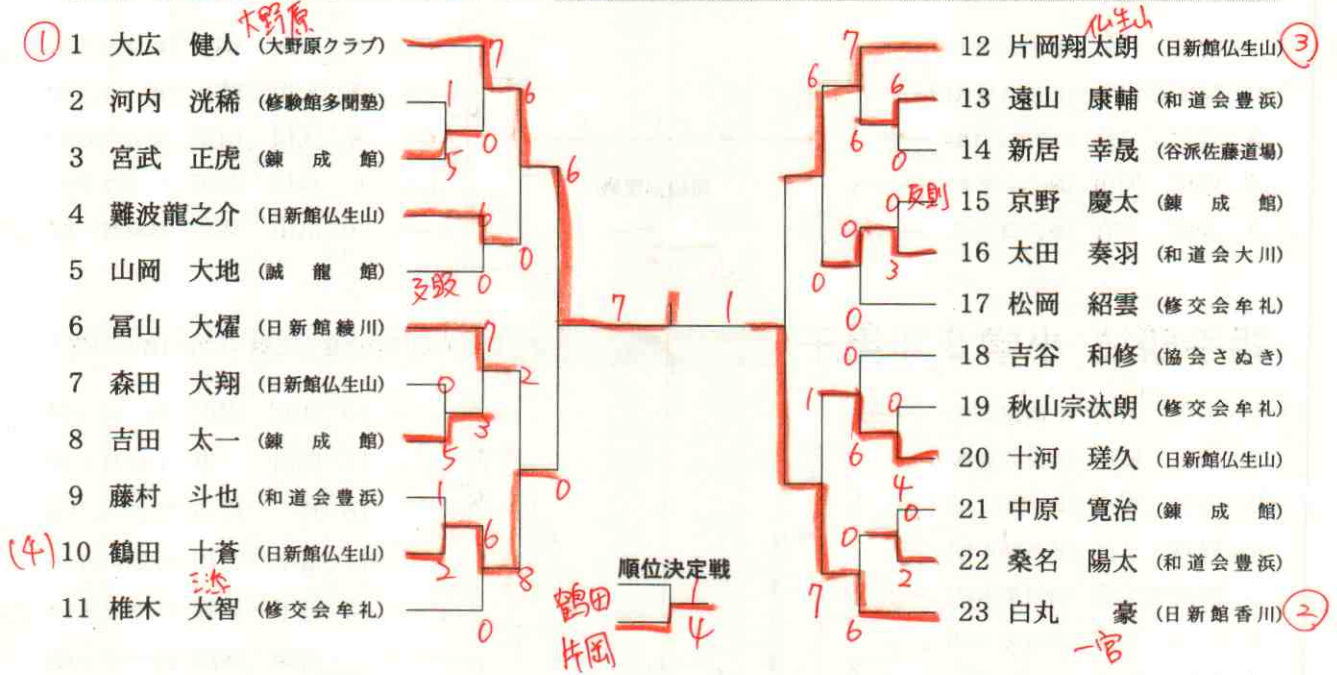 大野原
① 1 大広 健人 (大野原クラブ)
2 河内 洸稀 (修験館多聞塾)
3 宮武 正虎 (錬成館)
4 難波龍之介 (日新館仏生山)
5 山岡 大地 (誠龍館)
6 冨山 大燿 (日新館綾川)
7 森田 大翔 (日新館仏生山)
8 吉田 太一 (錬成館)
9 藤村 斗也 (和道会豊浜)
(4) 10 鶴田 十蒼 (日新館仏生山)
11 椎木 大智 (修交会牟礼)
7
1
5
0
6
6
0
0
6
7
0
5
3
2
1
2
6
0
8
0
7
1
順位決定戦
鶴田
1
片岡
4
仏生山
12 片岡翔太朗 (日新館仏生山) ③
13 遠山 康輔 (和道会豊浜)
14 新居 幸晟 (谷派佐藤道場)
反則
15 京野 慶太 (錬成館)
16 太田 奏羽 (和道会大川)
17 松岡 紹雲 (修交会牟礼)
18 吉谷 和修 (協会さぬき)
19 秋山宗汰朗 (修交会牟礼)
20 十河 瑳久 (日新館仏生山)
21 中原 寛治 (錬成館)
22 桑名 陽太 (和道会豊浜)
23 白丸 豪 (日新館香川) ②
一宮
7
6
6
6
0
0
0
3
0
0
0
0
4
6
1
0
2
0
6
7